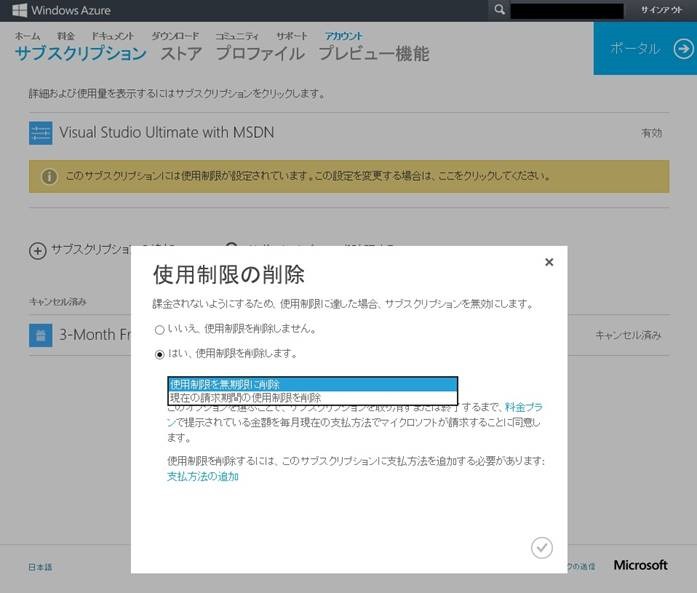 Windows Azure
サインアウト
ホーム 料金 ドキュメント ダウンロード コミュニティ サポート アカウント
サブスクリプション ストア プロファイル プレビュー機能
ポータル
詳細および使用量を表示するにはサブスクリプションをクリックします。
Visual Studio Ultimate with MSDN
有効
このサブスクリプションには使用制限が設定されています。この設定を変更する場合は、ここをクリックしてください。
サブスクリプション
キャンセル済み
3-Month Fr
キャンセル済み
使用制限の削除
課金されないようにするため、使用制限に達した場合、サブスクリプションを無効にします。
いいえ、使用制限を削除しません。
はい、使用制限を削除します。
使用制限を無期限に削除
現在の請求期間の使用制限を削除
このオプションを選ぶことで、サブスクリプションを取り消すまたは終了するまで、料金プラ
ンで提示されている金額を毎月現在の支払方法でマイクロソフトが請求することに同意し
ます。
使用制限を削除するには、このサブスクリプションに支払方法を追加する必要があります:
支払方法の追加
日本語
クの送信
Microsoft